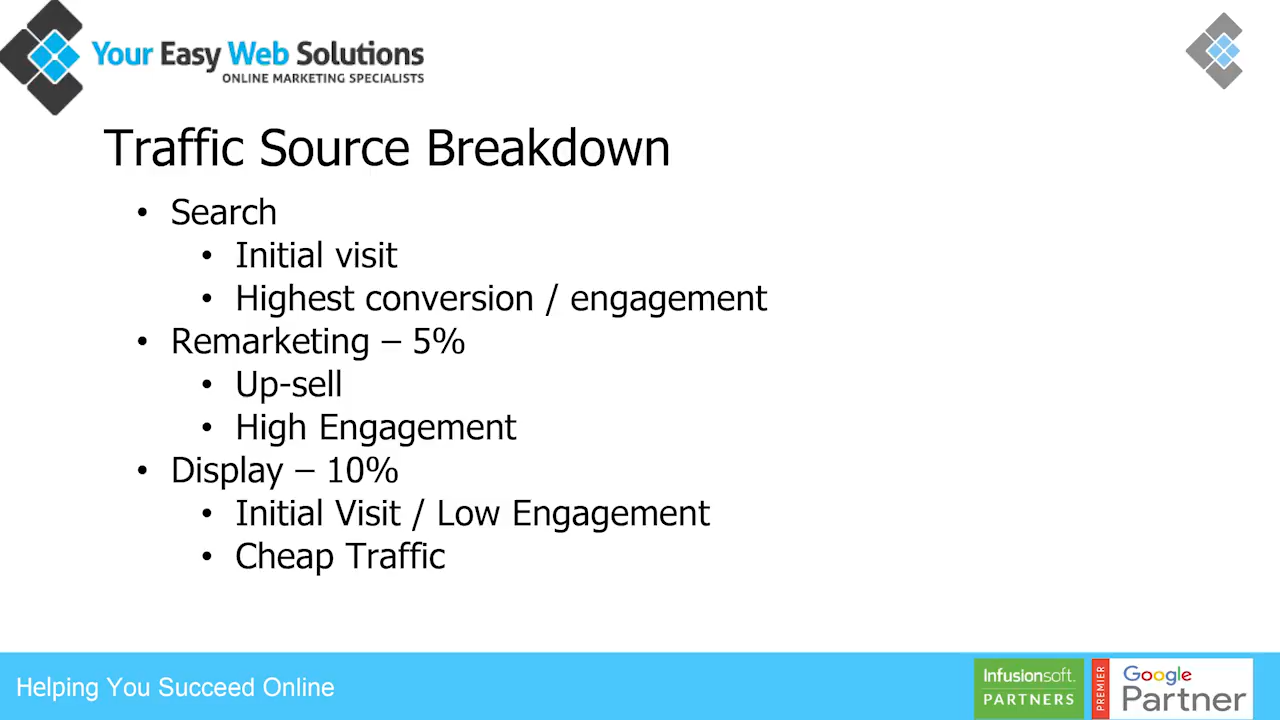 Your Easy Web Solutions
ONLINE MARKETING SPECIALISTS
Traffic Source Breakdown
• Search
• Initial visit
• Highest conversion / engagement
• Remarketing – 5%
• Up-sell
• High Engagement
• Display – 10%
• Initial Visit / Low Engagement
• Cheap Traffic
Helping You Succeed Online
Infusionsoft.
PARTNERS
PREMIER
Google
Partner